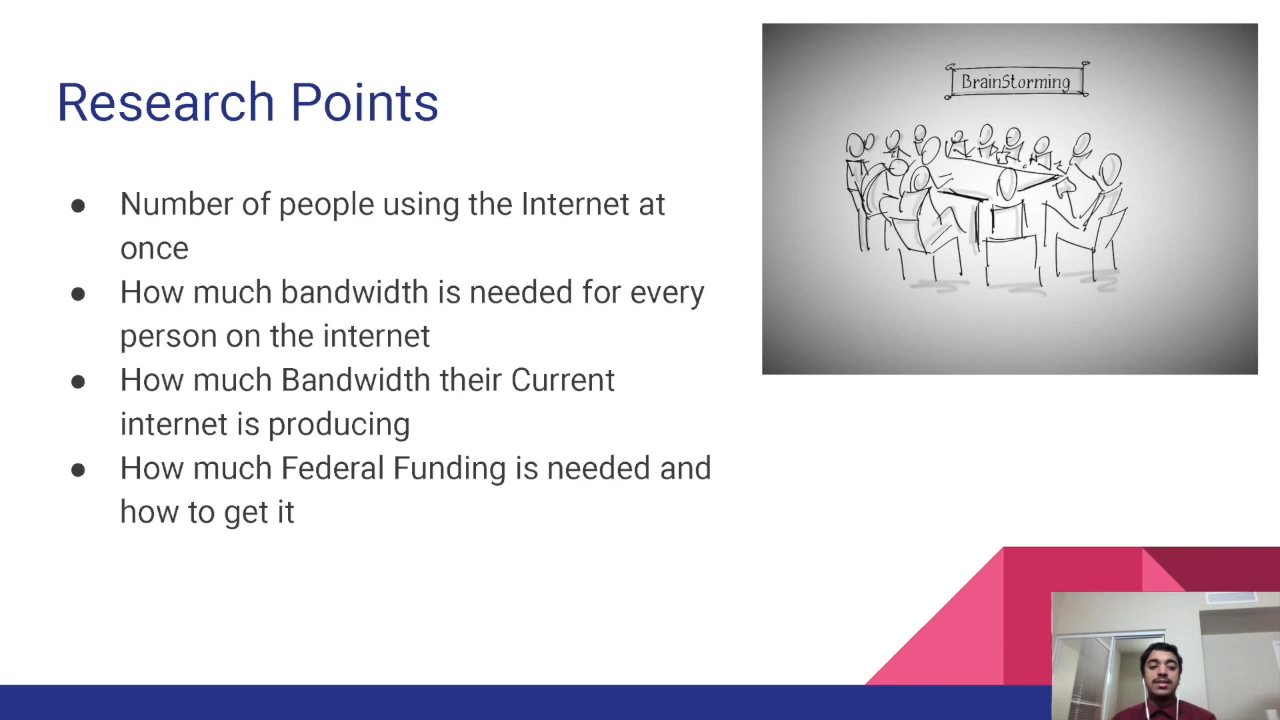 Research Points
BrainStorming
● Number of people using the Internet at
once
● How much bandwidth is needed for every
person on the internet
● How much Bandwidth their Current
internet is producing
● How much Federal Funding is needed and
how to get it